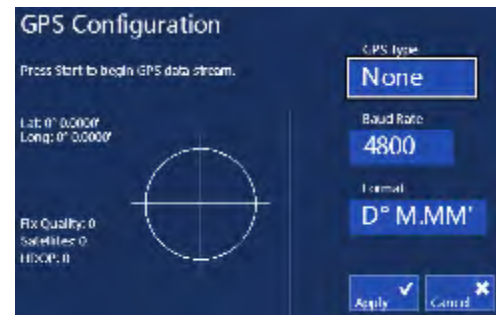 GPS Configuration
Press Start to begin GPS data stream.
Lat: 0° 0.0000'
Long: 0° 0.0000'
Fix Quality: 0
Satellites: 0
HDOP: 0
GPS Type
None
Baud Rate
4800
Format
D° M.MM'
Apply
Cancel